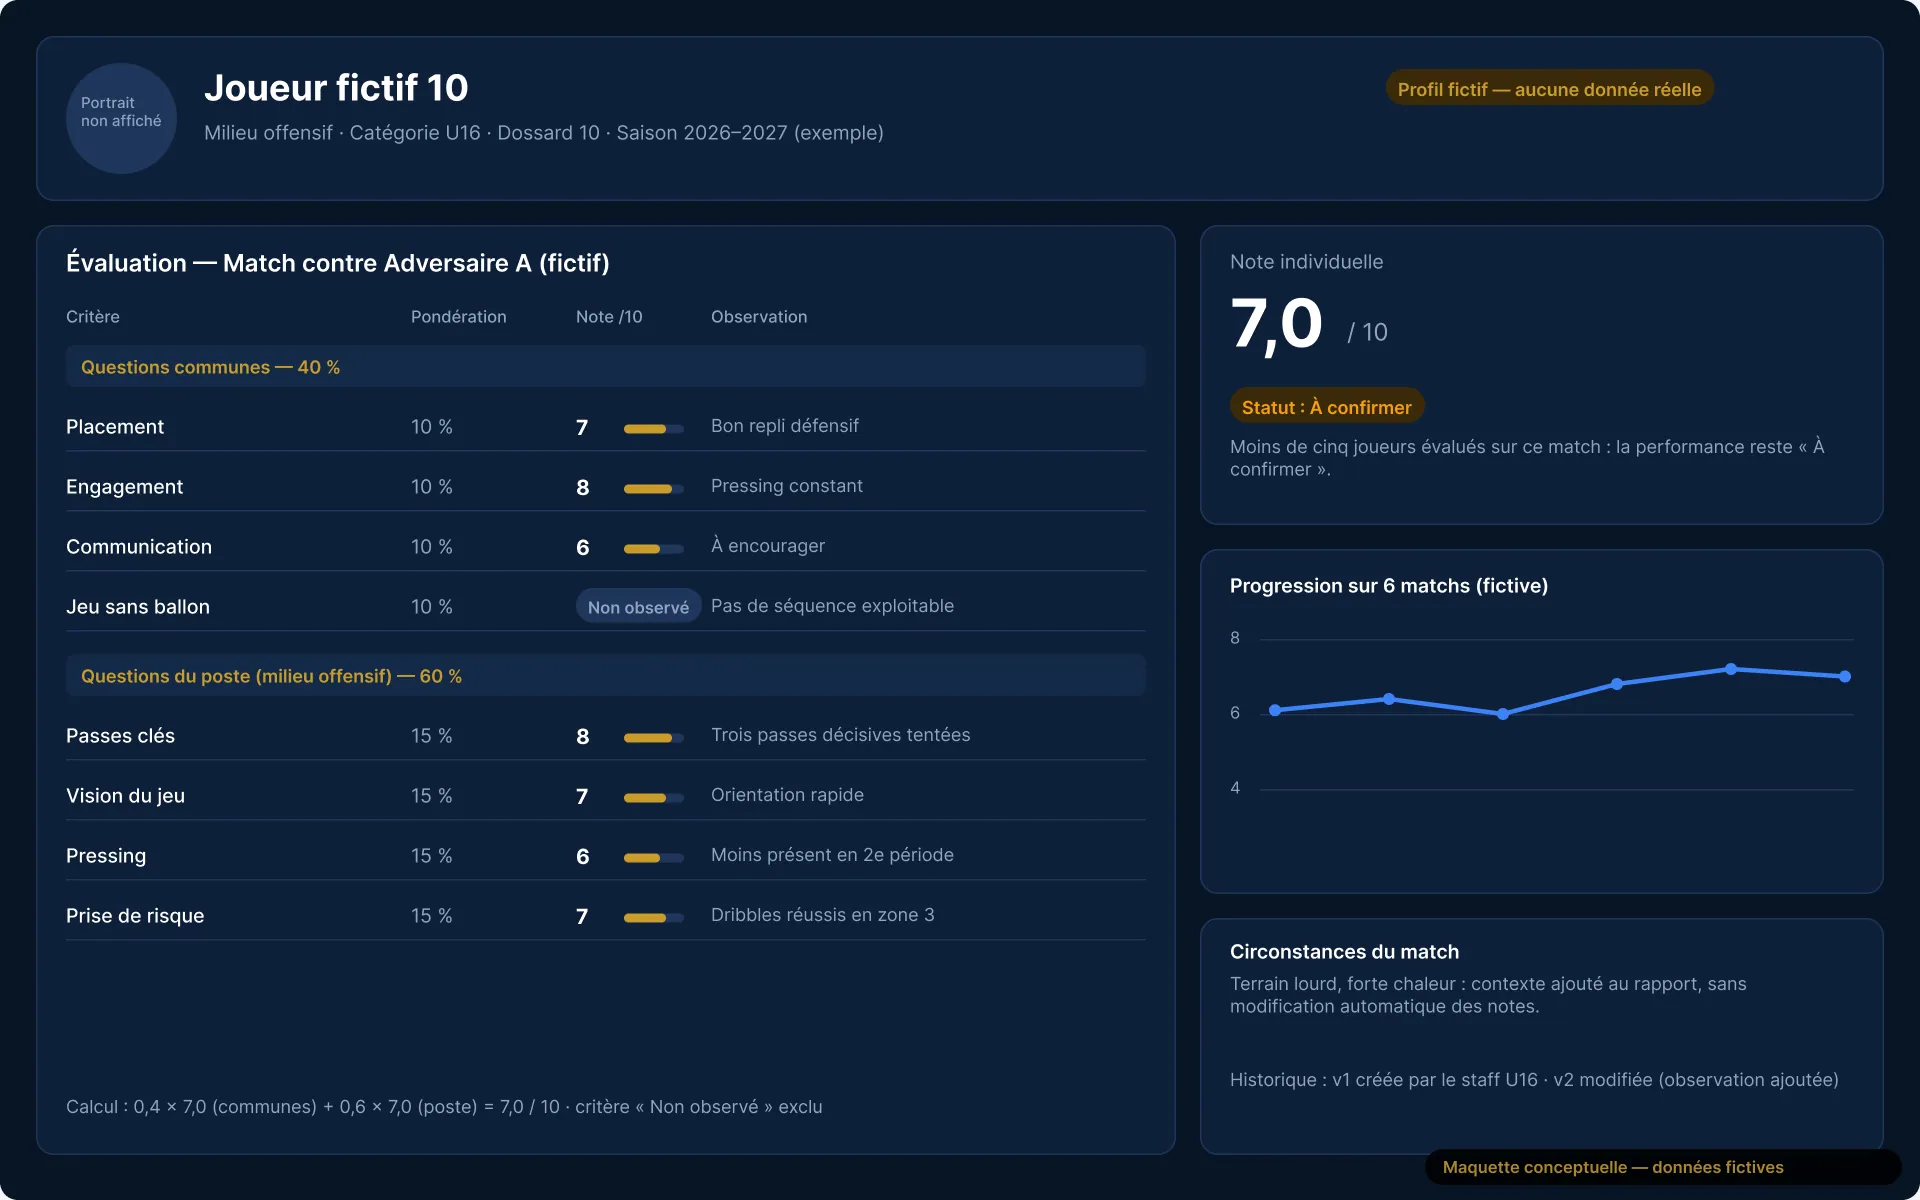 Portrait
non affiché
Joueur fictif 10
Milieu offensif · Catégorie U16 · Dossard 10 · Saison 2026–2027 (exemple)
Profil fictif — aucune donnée réelle
Évaluation — Match contre Adversaire A (fictif)
Critère Pondération Note /10 Observation
Questions communes — 40 %
Placement 10 % 7 Bon repli défensif
Engagement 10 % 8 Pressing constant
Communication 10 % 6 À encourager
Jeu sans ballon 10 % Non observé Pas de séquence exploitable
Questions du poste (milieu offensif) — 60 %
Passes clés 15 % 8 Trois passes décisives tentées
Vision du jeu 15 % 7 Orientation rapide
Pressing 15 % 6 Moins présent en 2e période
Prise de risque 15 % 7 Dribbles réussis en zone 3
Calcul : 0,4 × 7,0 (communes) + 0,6 × 7,0 (poste) = 7,0 / 10 · critère « Non observé » exclu
Note individuelle
7,0 / 10
Statut : À confirmer
Moins de cinq joueurs évalués sur ce match : la performance reste « À
confirmer ».
Progression sur 6 matchs (fictive)
8
6
4
Circonstances du match
Terrain lourd, forte chaleur : contexte ajouté au rapport, sans
modification automatique des notes.
Historique : v1 créée par le staff U16 · v2 modifiée (observation ajoutée)
Maquette conceptuelle — données fictives